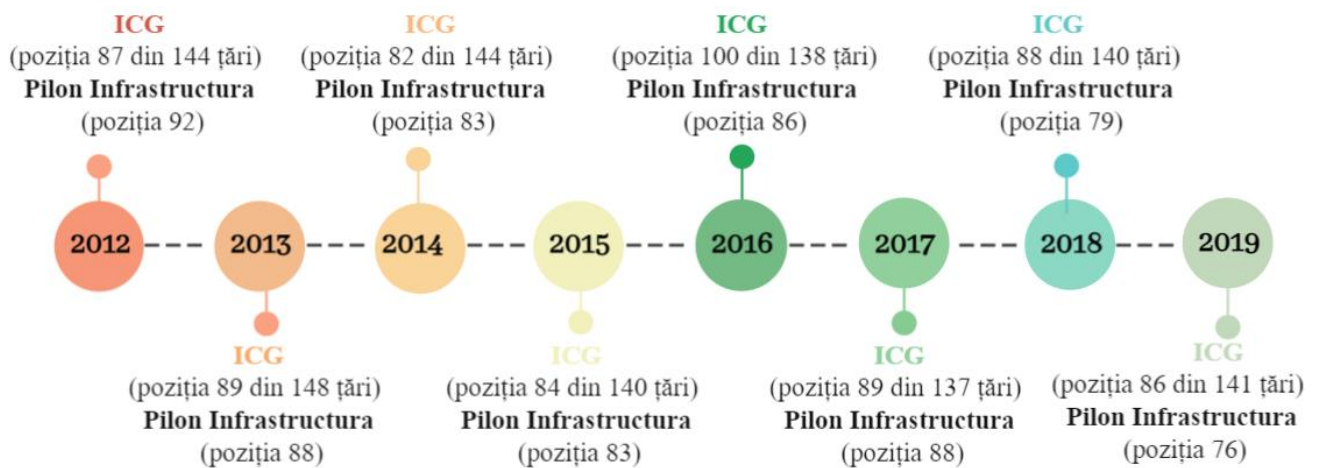 ICG
(poziția 87 din 144 țări)
Pilon Infrastructura
(poziția 92)
ICG
(poziția 82 din 144 țări)
Pilon Infrastructura
(poziția 83)
ICG
(poziția 100 din 138 țări)
Pilon Infrastructura
(poziția 86)
ICG
(poziția 88 din 140 țări)
Pilon Infrastructura
(poziția 79)
2012
2013
2014
2015
2016
2017
2018
2019
ICG
(poziția 89 din 148 țări)
Pilon Infrastructura
(poziția 88)
ICG
(poziția 84 din 140 țări)
Pilon Infrastructura
(poziția 83)
ICG
(poziția 89 din 137 țări)
Pilon Infrastructura
(poziția 88)
ICG
(poziția 86 din 141 țări)
Pilon Infrastructura
(poziția 76)